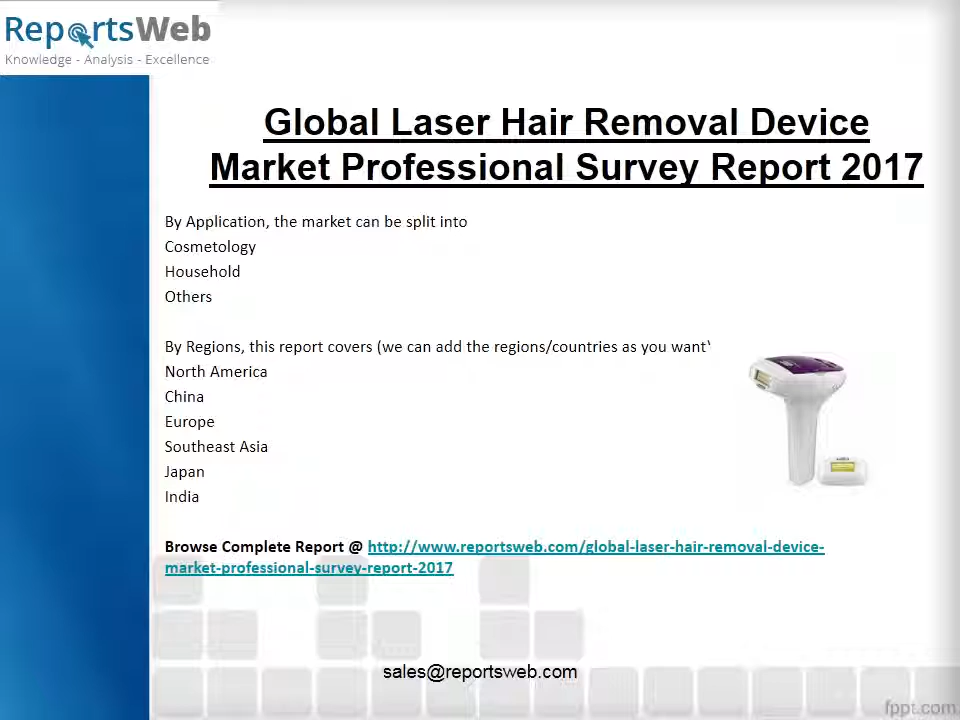 ReportsWeb
Knowledge - Analysis - Excellence
Global Laser Hair Removal Device
Market Professional Survey Report 2017
By Application, the market can be split into
Cosmetology
Household
Others
By Regions, this report covers (we can add the regions/countries as you want)
North America
China
Europe
Southeast Asia
Japan
India
Browse Complete Report @ http://www.reportsweb.com/global-laser-hair-removal-device-
market-professional-survey-report-2017
sales@reportsweb.com
fppt.com